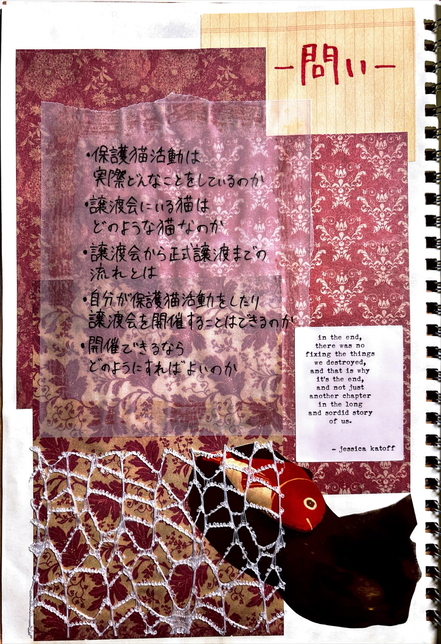 －問い－
・保護猫活動は
実際どんなことをしているのか
・譲渡会にいる猫は
どのような猫なのか
・譲渡会から正式譲渡までの
流れとは
・自分が保護猫活動をしたり
譲渡会を開催することはできるのか
・開催できるなら
どのようにすればよいのか
in the end,
there was no
fixing the things
we destroyed,
and that is why
it's the end,
and not just
another chapter
in the long
and sordid story
of us.
- jessica katoff